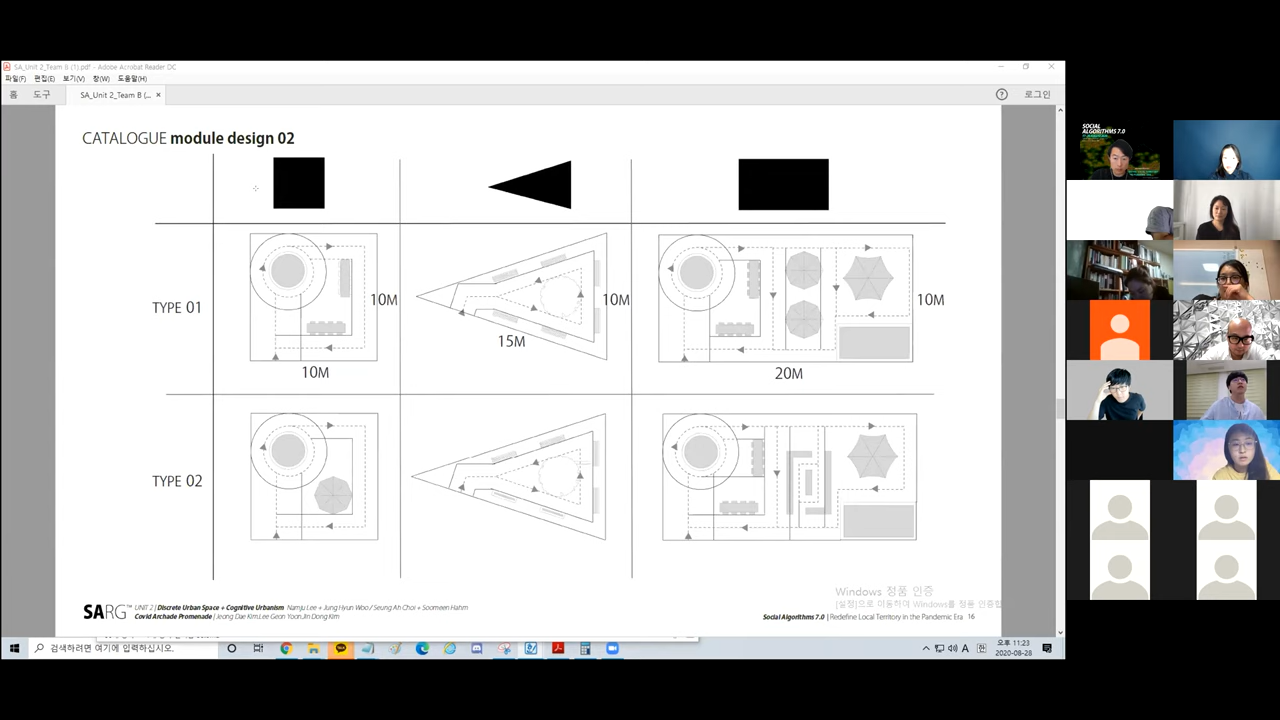 SA_Unit 2_Team B (1).pdf - Adobe Acrobat Reader DC
파일(F) 편집(E) 보기(V) 창(W) 도움말(H)
홈 도구 SA_Unit 2_Team B (... × ? 로그인
CATALOGUE module design 02
TYPE 01
10M
10M
15M
10M
10M
20M
TYPE 02
SOCIAL
ALGORITHMS 7.0
Windows 정품 인증
[설정]으로 이동하여 Windows를 정품 인증합
SARG™
UNIT 2 | Discrete Urban Space + Cognitive Urbanism Namju Lee + Jung Hyun Woo / Seung Ah Choi + Soomeen Hahm
Covid Archade Promenade | Jeong Dae Kim.Lee Geon Yoon.Jin Dong Kim
Social Algorithms 7.0 | Redefine Local Territory in the Pandemic Era 16
검색하려면 여기에 입력하십시오.
A 한 오후 11:23
2020-08-28